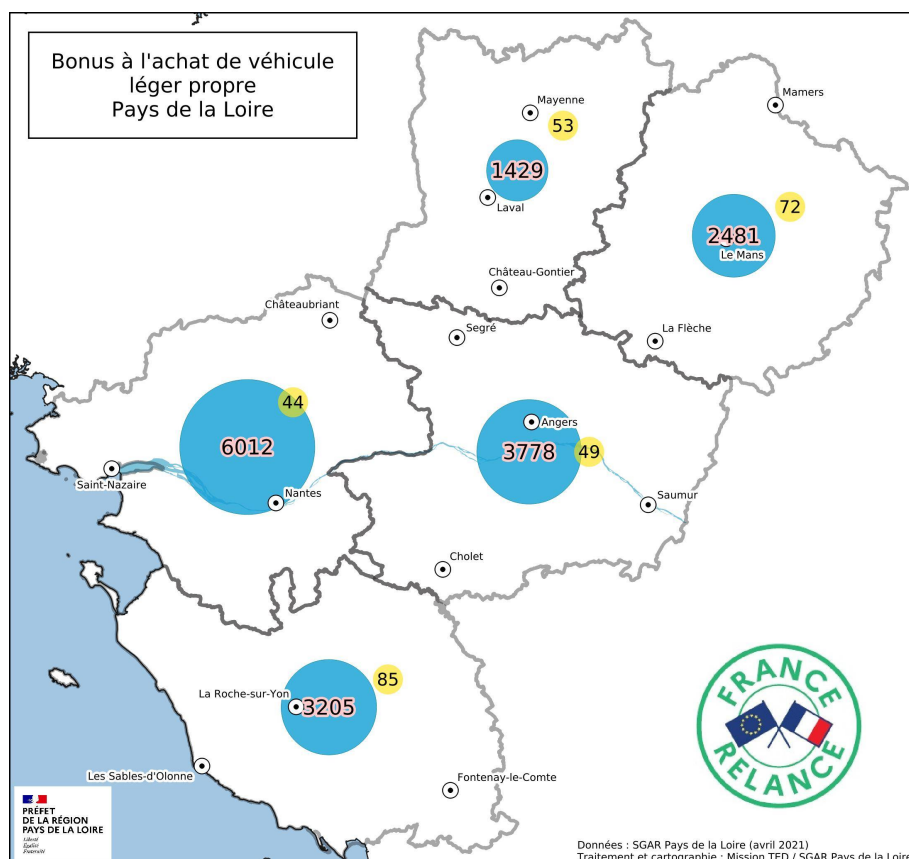 Bonus à l'achat de véhicule
léger propre
Pays de la Loire
Mamers
Mayenne
53
1429
Laval
72
2481
Le Mans
Château-Gontier
Châteaubriant
Segré
La Flèche
44
6012
Angers
3778
49
Saint-Nazaire
Nantes
Saumur
Cholet
85
La Roche-sur-Yon
3205
Les Sables-d'Olonne
Fontenay-le-Comte
FRANCE
RELANCE
PRÉFET
DE LA RÉGION
PAYS DE LA LOIRE
Liberté
Égalité
Fraternité
Données : SGAR Pays de la Loire (avril 2021)
Traitement et cartographie : Mission TED / SGAR Pays de la Loire